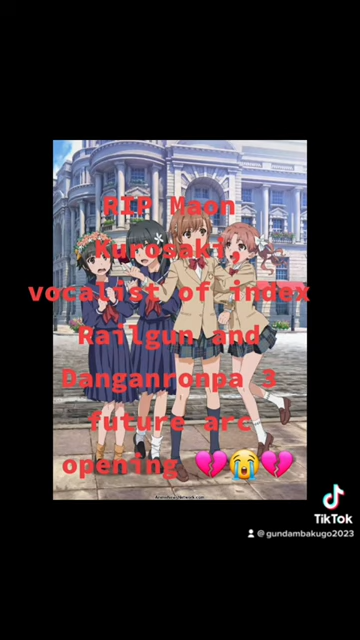 RIP Maon
Kurosaki
vocalist of index
Railgun and
Danganronpa 3
future arc
opening 💔😭💔
TikTok
@gundambakugo2023